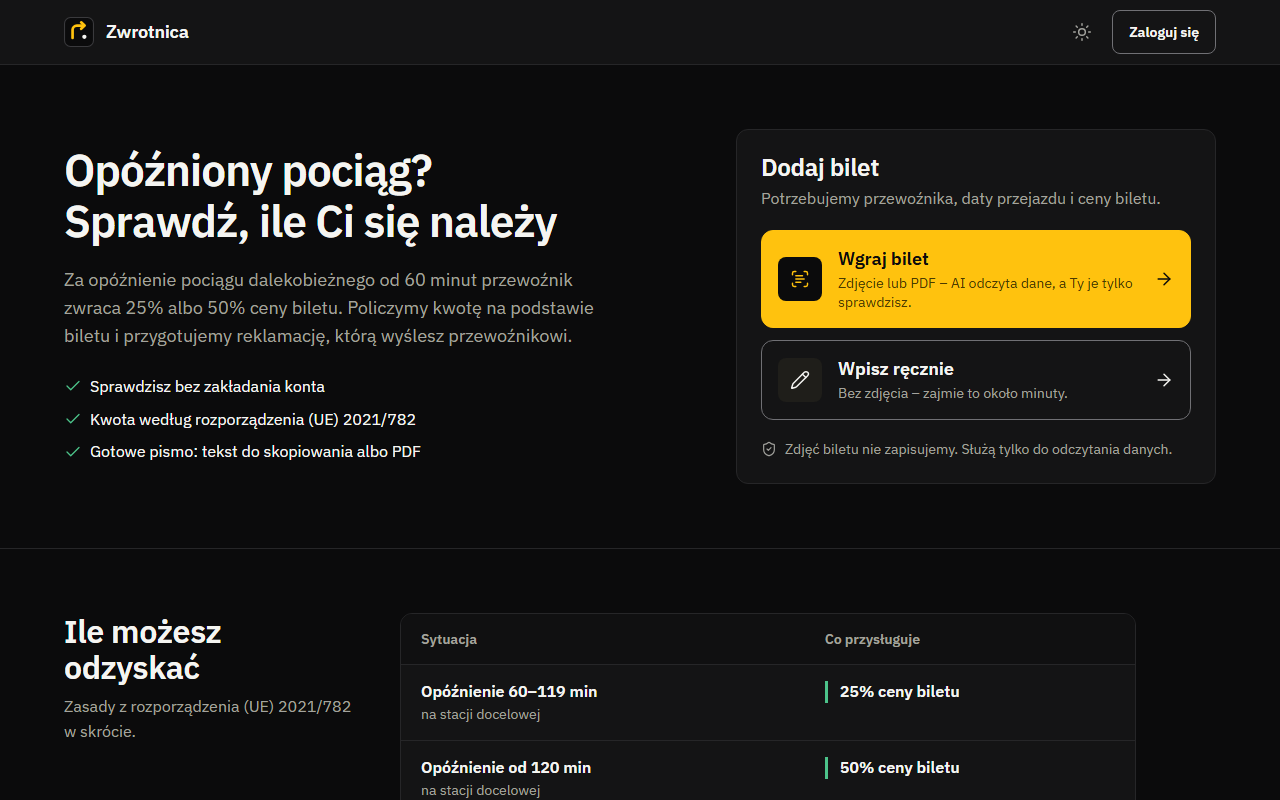 Zwrotnica
Zaloguj się
Opóźniony pociąg?
Sprawdź, ile Ci się należy
Za opóźnienie pociągu dalekobieżnego od 60 minut przewoźnik
zwraca 25% albo 50% ceny biletu. Policzymy kwotę na podstawie
biletu i przygotujemy reklamację, którą wyślesz przewoźnikowi.
Sprawdzisz bez zakładania konta
Kwota według rozporządzenia (UE) 2021/782
Gotowe pismo: tekst do skopiowania albo PDF
Dodaj bilet
Potrzebujemy przewoźnika, daty przejazdu i ceny biletu.
Wgraj bilet
Zdjęcie lub PDF – AI odczyta dane, a Ty je tylko
sprawdzisz.
Wpisz ręcznie
Bez zdjęcia – zajmie to około minuty.
Zdjęć biletu nie zapisujemy. Służą tylko do odczytania danych.
Ile możesz
odzyskać
Zasady z rozporządzenia (UE) 2021/782
w skrócie.
Sytuacja
Co przysługuje
Opóźnienie 60–119 min
na stacji docelowej
25% ceny biletu
Opóźnienie od 120 min
na stacji docelowej
50% ceny biletu